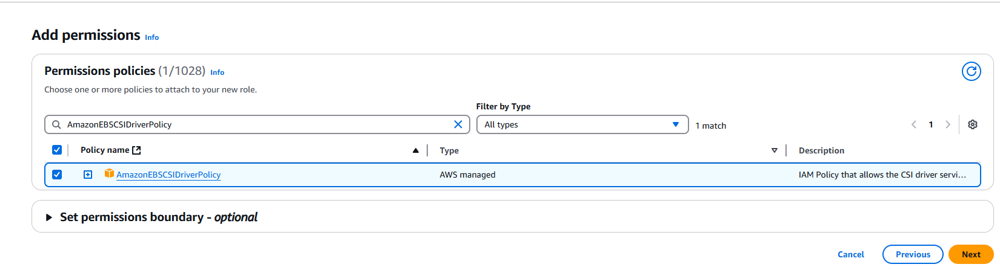 Add permissions Info
Permissions policies (1/1028) Info
Choose one or more policies to attach to your new role.
Filter by Type
AmazonEBSCSIDriverPolicy All types 1 match 1
Policy name Type Description
AmazonEBSCSIDriverPolicy AWS managed IAM Policy that allows the CSI driver servi...
Set permissions boundary - optional
Cancel Previous Next